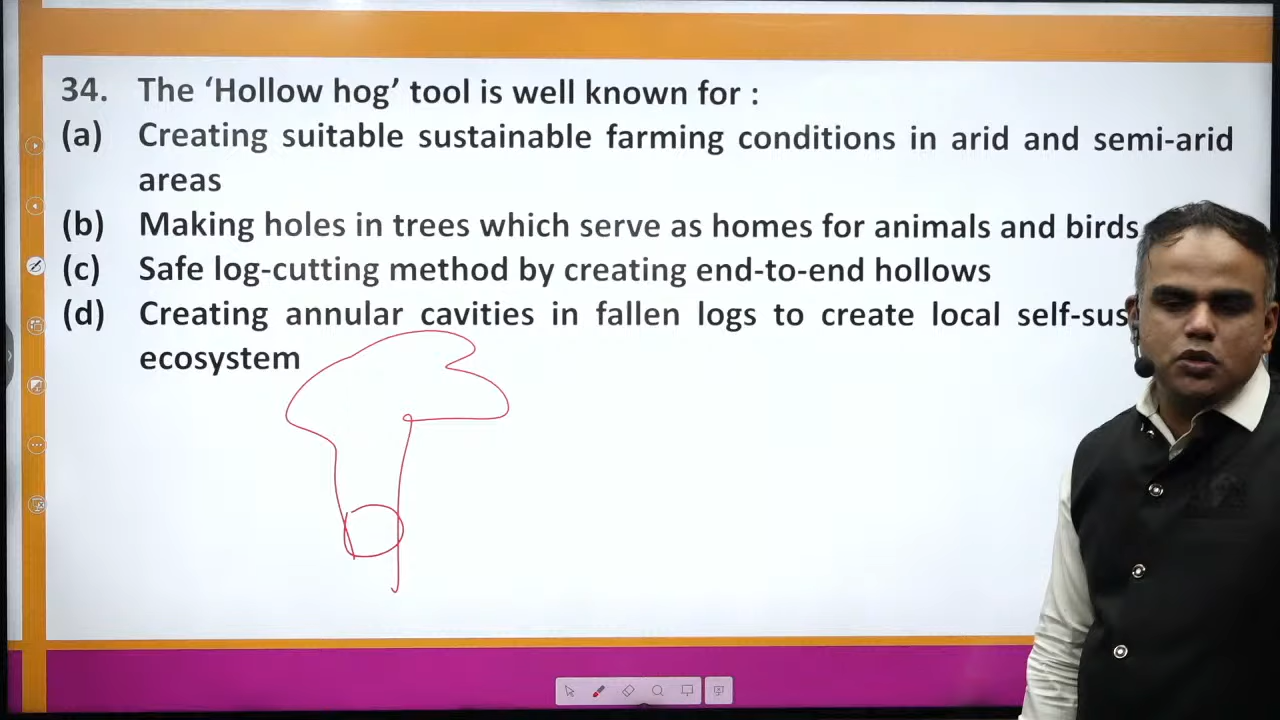 34. The ‘Hollow hog’ tool is well known for :
(a) Creating suitable sustainable farming conditions in arid and semi-arid
areas
(b) Making holes in trees which serve as homes for animals and birds
(c) Safe log-cutting method by creating end-to-end hollows
(d) Creating annular cavities in fallen logs to create local
ecosystem